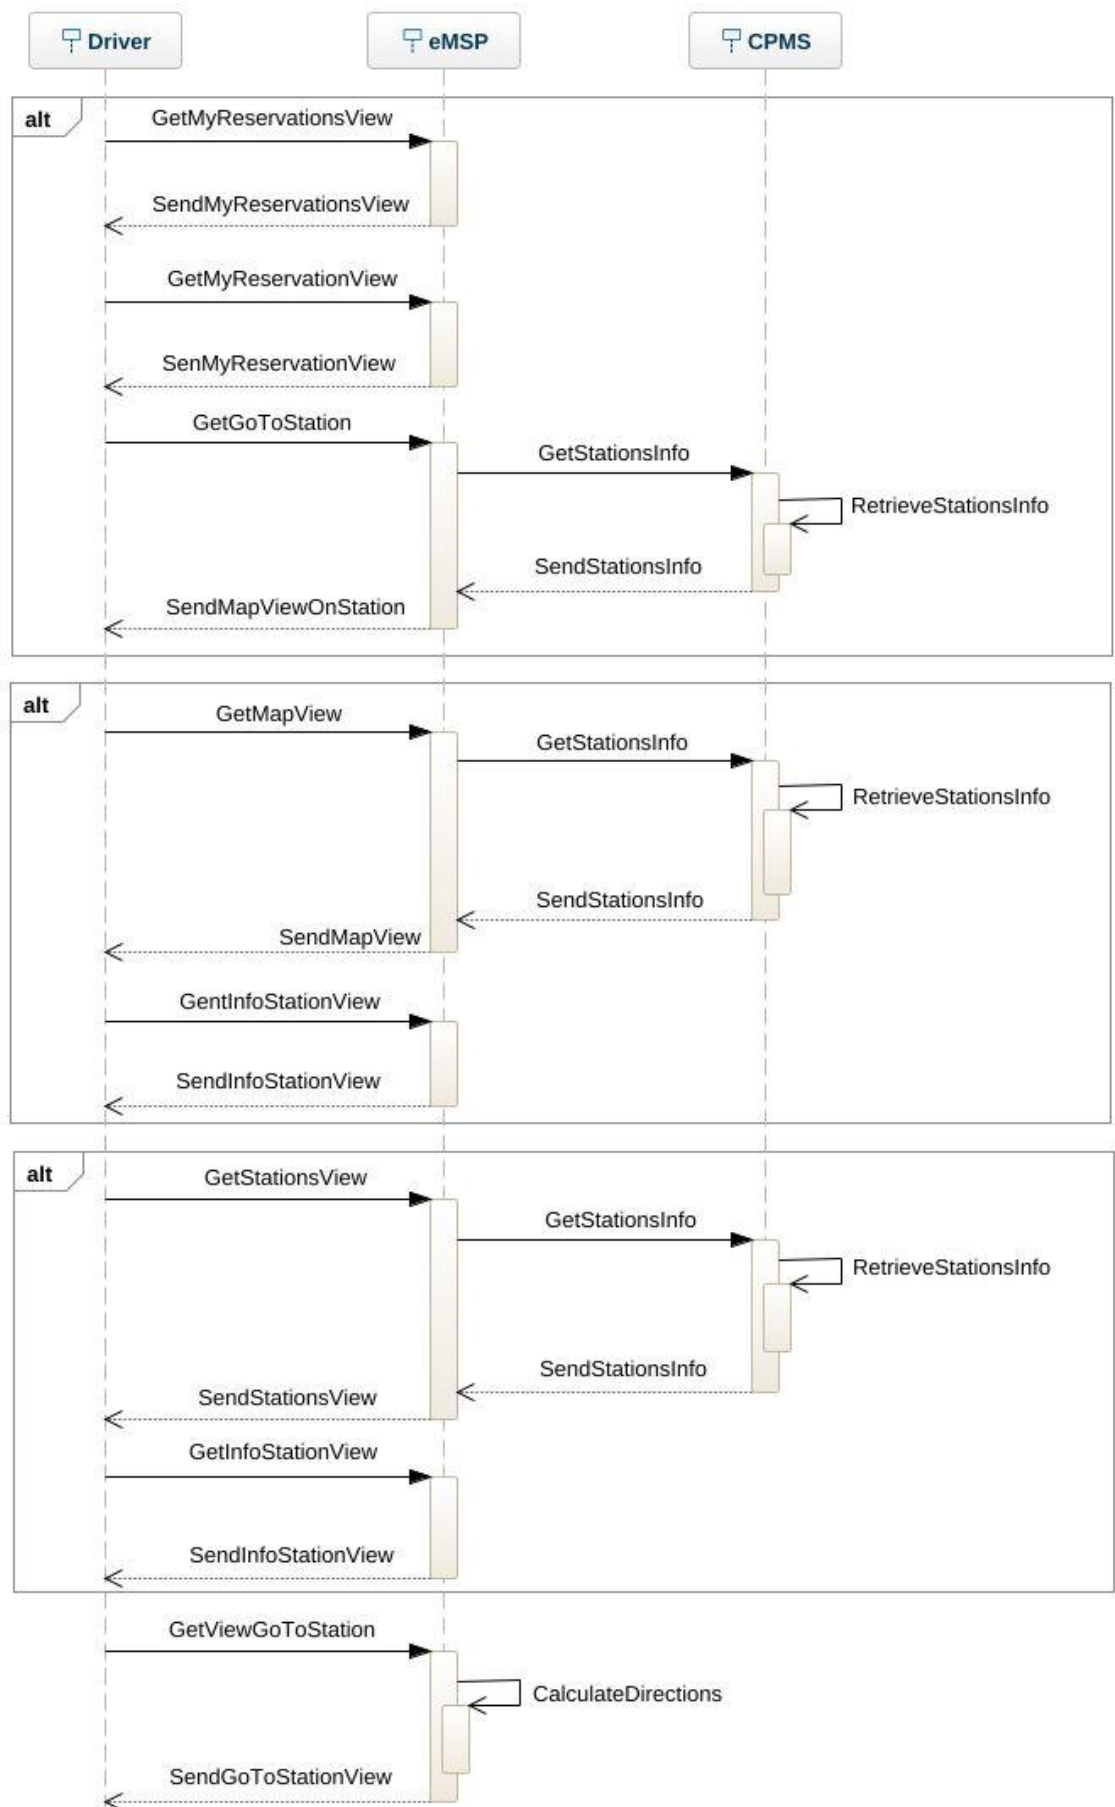 Driver
eMSP
CPMS
alt
GetMyReservationsView
SendMyReservationsView
GetMyReservationView
SenMyReservationView
GetGoToStation
GetStationsInfo
RetrieveStationsInfo
SendStationsInfo
SendMapViewOnStation
alt
GetMapView
GetStationsInfo
RetrieveStationsInfo
SendStationsInfo
SendMapView
GentInfoStationView
SendInfoStationView
alt
GetStationsView
GetStationsInfo
RetrieveStationsInfo
SendStationsInfo
SendStationsView
GetInfoStationView
SendInfoStationView
GetViewGoToStation
CalculateDirections
SendGoToStationView